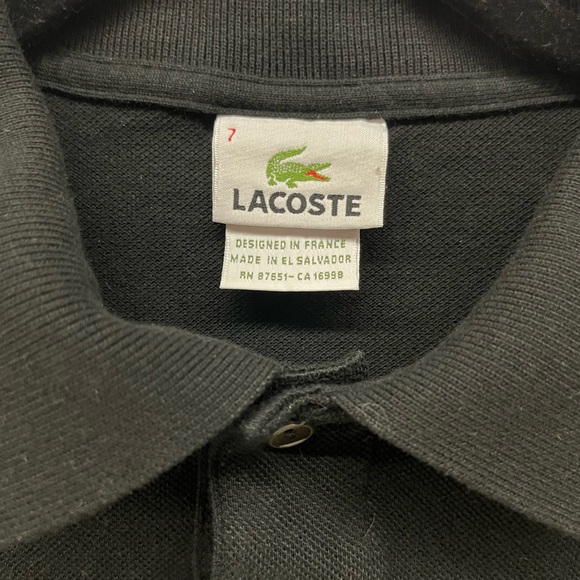 7
LACOSTE
DESIGNED IN FRANCE
MADE IN EL SALVADOR
RN 87651-CA 16998